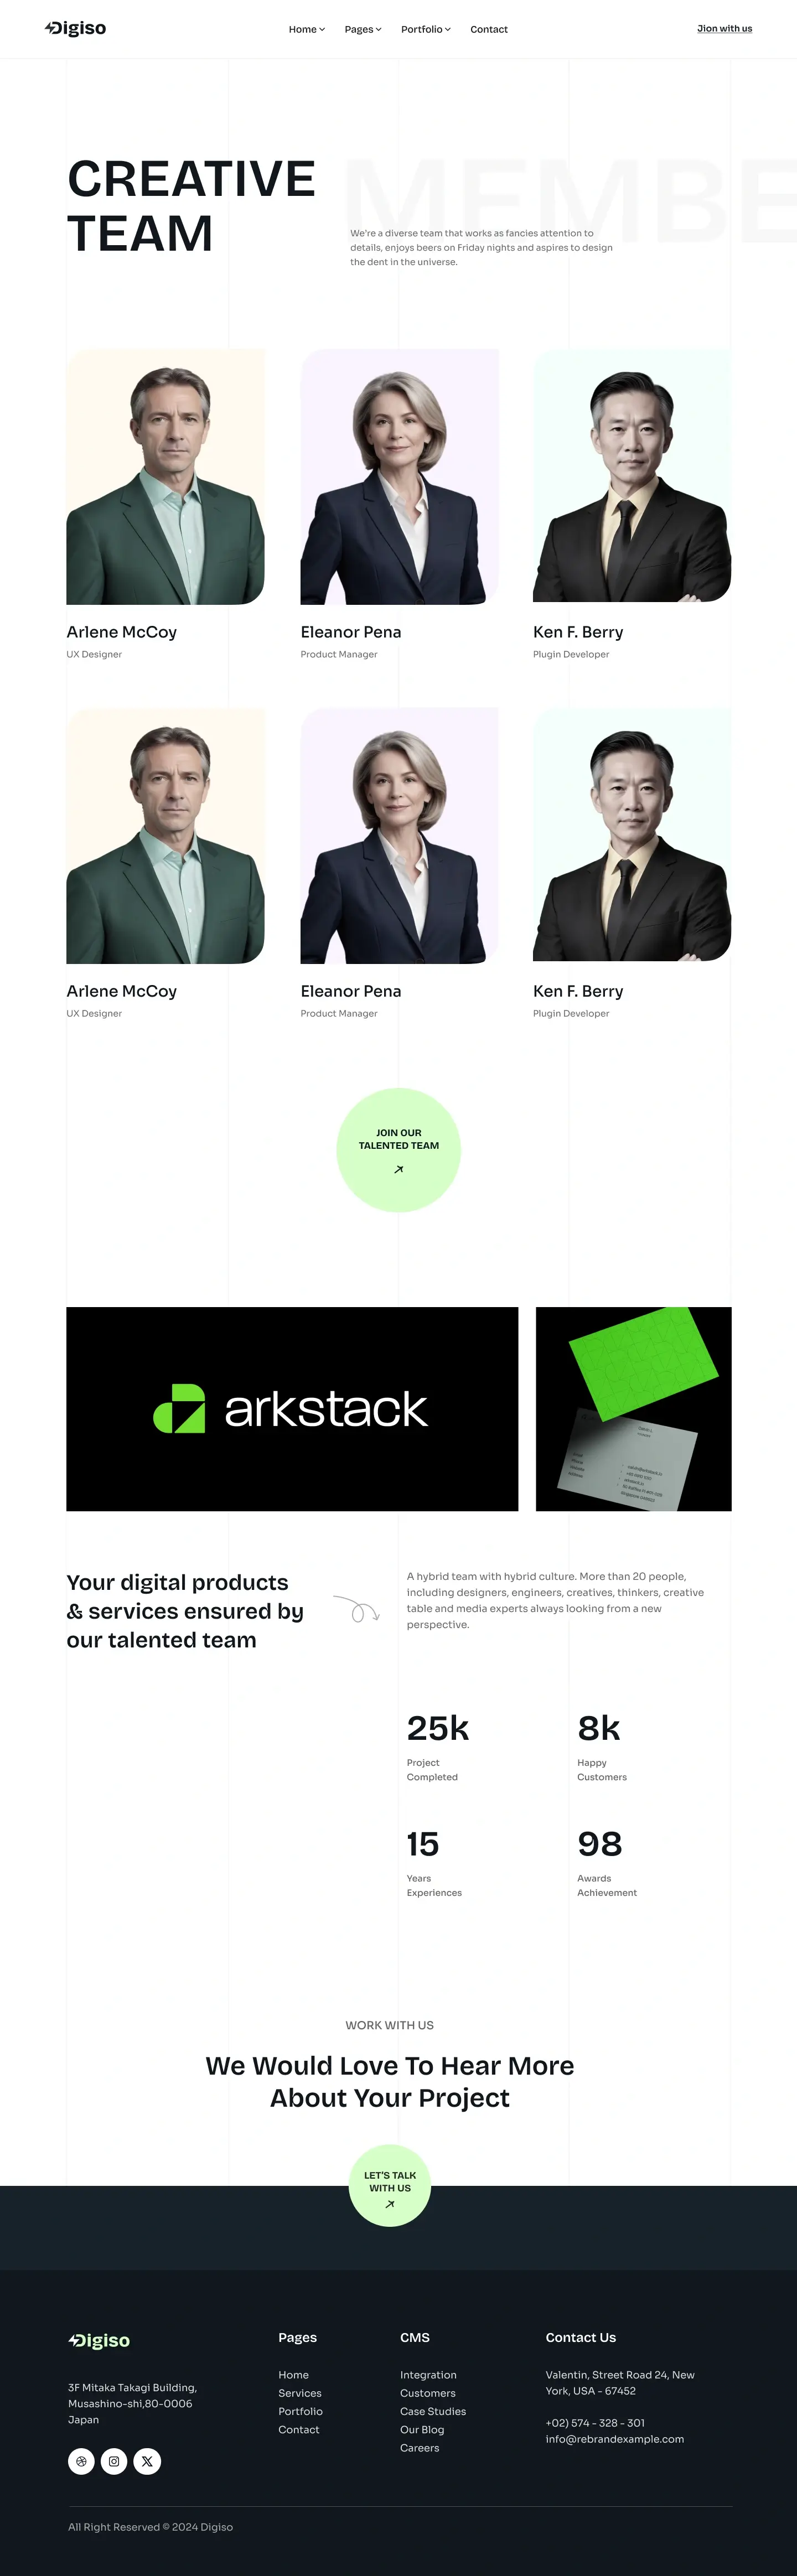 Digiso
Home
Pages
Portfolio
Contact
Jion with us
MEMBE
CREATIVE
TEAM
We're a diverse team that works as fancies attention to
details, enjoys beers on Friday nights and aspires to design
the dent in the universe.
Arlene McCoy
UX Designer
Eleanor Pena
Product Manager
Ken F. Berry
Plugin Developer
Arlene McCoy
UX Designer
Eleanor Pena
Product Manager
Ken F. Berry
Plugin Developer
JOIN OUR
TALENTED TEAM
arkstack
Your digital products
& services ensured by
our talented team
A hybrid team with hybrid culture. More than 20 people,
including designers, engineers, creatives, thinkers, creative
table and media experts always looking from a new
perspective.
25k
Project
Completed
8k
Happy
Customers
15
Years
Experiences
98
Awards
Achievement
WORK WITH US
We Would Love To Hear More
About Your Project
LET'S TALK
WITH US
Digiso
3F Mitaka Takagi Building,
Musashino-shi,80-0006
Japan
Pages
Home
Services
Portfolio
Contact
CMS
Integration
Customers
Case Studies
Our Blog
Careers
Contact Us
Valentin, Street Road 24, New
York, USA - 67452
+02) 574 - 328 - 301
info@rebrandexample.com
All Right Reserved © 2024 Digiso